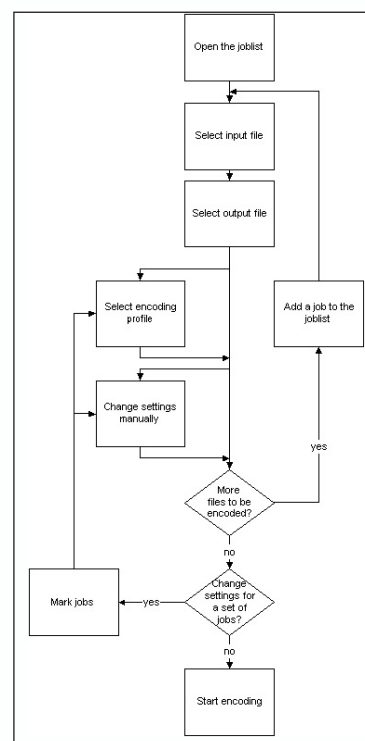 Open the joblist
Select input file
Select output file
Select encoding
profile
Add a job to the
joblist
Change settings
manually
yes
More
files to be
encoded?
no
Change
settings for
a set of
jobs?
yes
Mark jobs
no
Start encoding